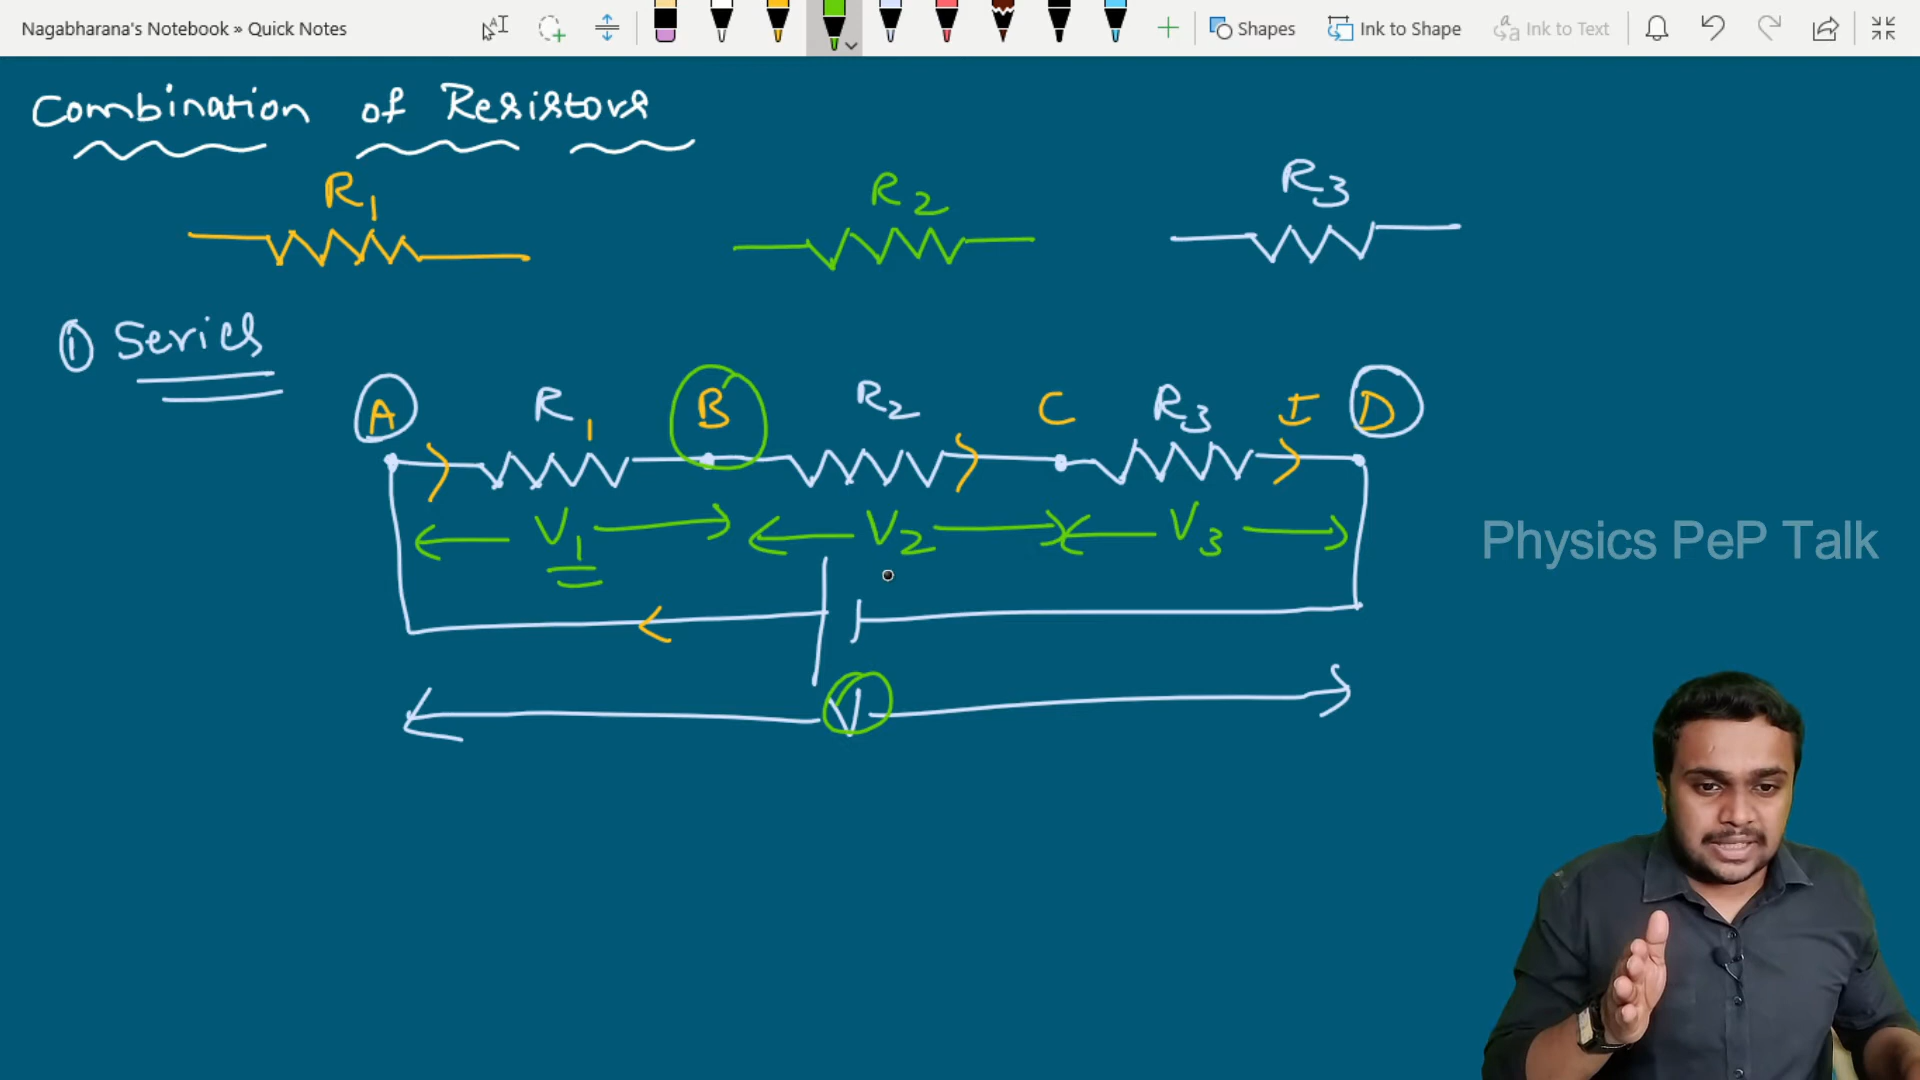 Nagabharana's Notebook » Quick Notes
Shapes
Ink to Shape
Ink to Text
Combination of Resistors
R1
R2
R3
① Series
A R1 B R2 C R3 I D
V1 V2 V3
V
Physics PeP Talk